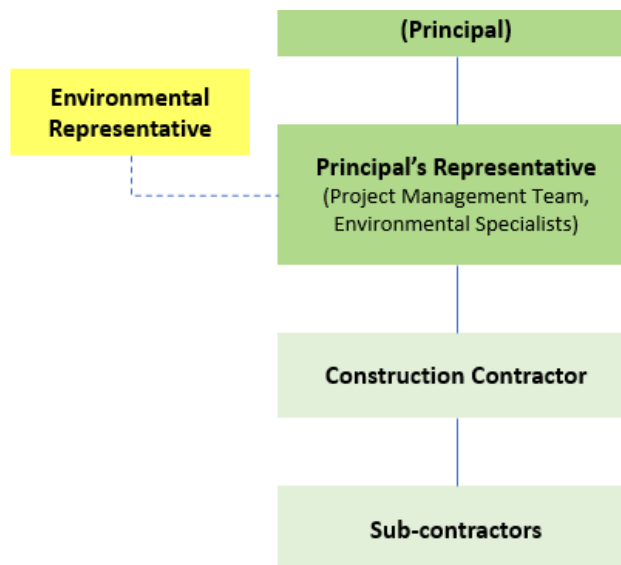 (Principal)
Environmental
Representative
Principal's Representative
(Project Management Team,
Environmental Specialists)
Construction Contractor
Sub-contractors